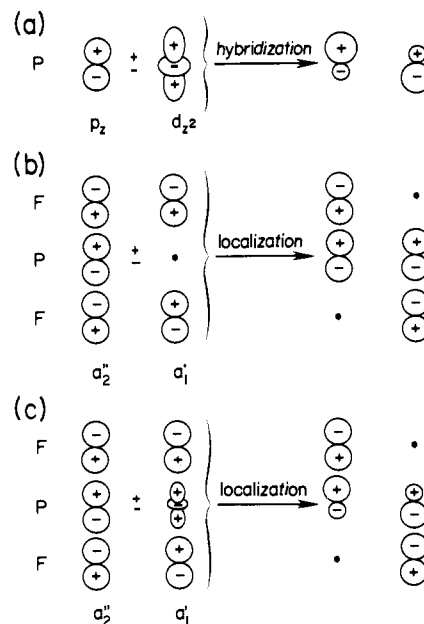 (a)
+ + hybridization + +
P ± −
− + − −
p_z d_z²
(b)
− − −
F
+ + +
+ localization + +
P ± •
− − −
− + −
F •
+ − +
a₂″ a₁′
(c)
− − −
F •
+ + +
+ + localization + +
P ± −
− + − −
− + −
F •
+ − +
a₂″ a₁′